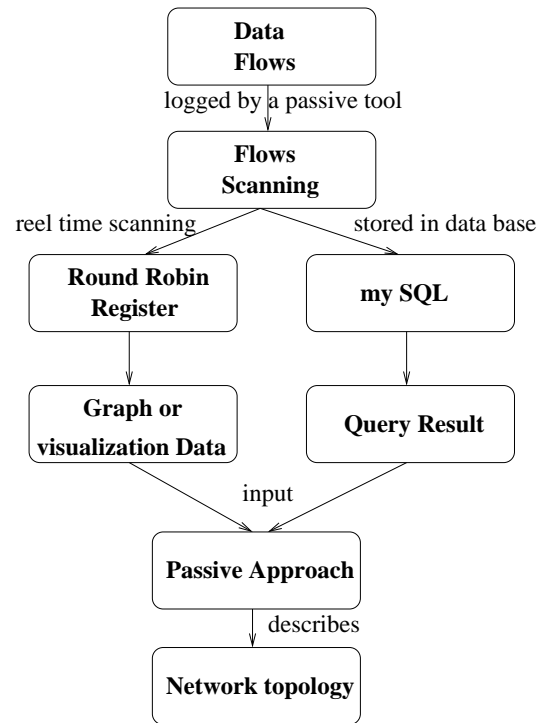 Data
Flows
logged by a passive tool
Flows
Scanning
reel time scanning
stored in data base
Round Robin
Register
my SQL
Graph or
visualization Data
Query Result
input
Passive Approach
describes
Network topology